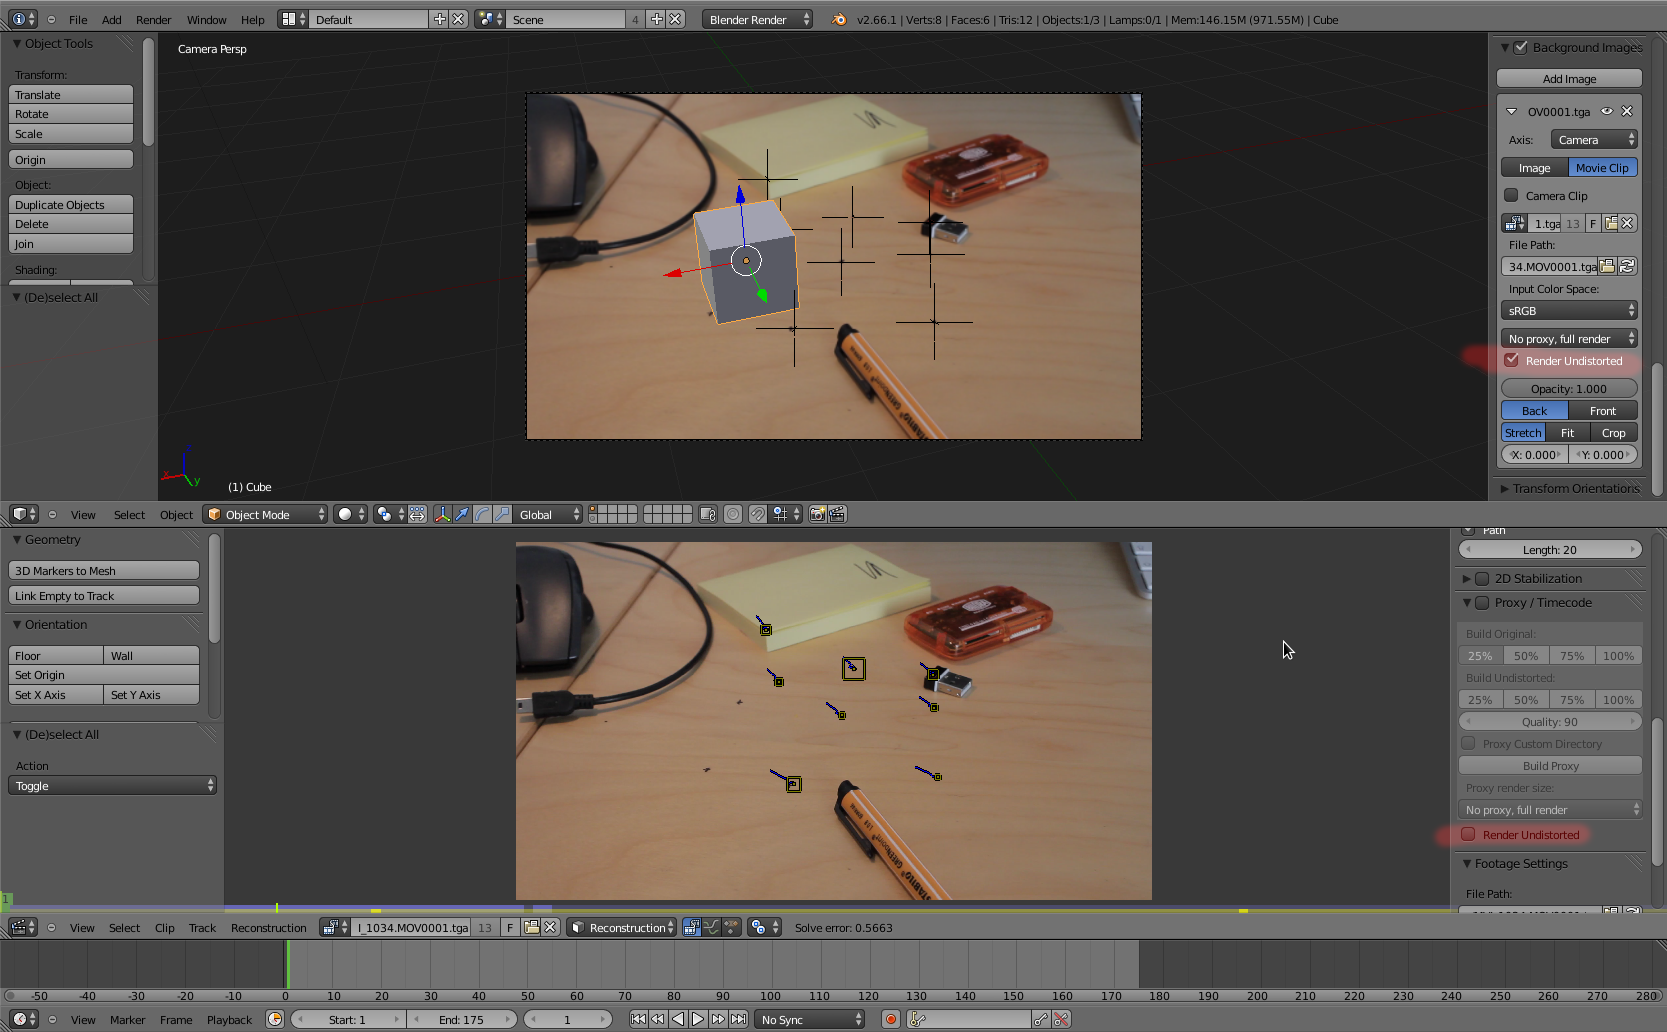 File Add Render Window Help Default Scene 4 Blender Render v2.66.1 | Verts:8 | Faces:6 | Tris:12 | Objects:1/3 | Lamps:0/1 | Mem:146.15M (971.55M) | Cube
Object Tools
Transform:
Translate
Rotate
Scale
Origin
Object:
Duplicate Objects
Delete
Join
Shading:
(De)select All
Camera Persp
(1) Cube
x
y
Background Images
Add Image
OV0001.tga
Axis: Camera
Image Movie Clip
Camera Clip
1.tga 13 F
File Path:
34.MOV0001.tga
Input Color Space:
sRGB
No proxy, full render
Render Undistorted
Opacity: 1.000
Back Front
Stretch Fit Crop
X: 0.000 Y: 0.000
Transform Orientations
View Select Object Object Mode Global
Geometry
3D Markers to Mesh
Link Empty to Track
Orientation
Floor Wall
Set Origin
Set X Axis Set Y Axis
(De)select All
Action
Toggle
Path
Length: 20
2D Stabilization
Proxy / Timecode
Build Original:
25% 50% 75% 100%
Build Undistorted:
25% 50% 75% 100%
Quality: 90
Proxy Custom Directory
Build Proxy
Proxy render size:
No proxy, full render
Render Undistorted
Footage Settings
File Path:
1
View Select Clip Track Reconstruction I_1034.MOV0001.tga 13 F Reconstruction Solve error: 0.5663
-50 -40 -30 -20 -10 0 10 20 30 40 50 60 70 80 90 100 110 120 130 140 150 160 170 180 190 200 210 220 230 240 250 260 270 280
View Marker Frame Playback Start: 1 End: 175 1 No Sync